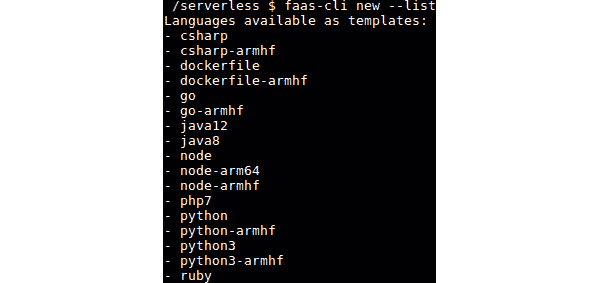 /serverless $ faas-cli new --list
Languages available as templates:
- csharp
- csharp-armhf
- dockerfile
- dockerfile-armhf
- go
- go-armhf
- java12
- java8
- node
- node-arm64
- node-armhf
- php7
- python
- python-armhf
- python3
- python3-armhf
- ruby